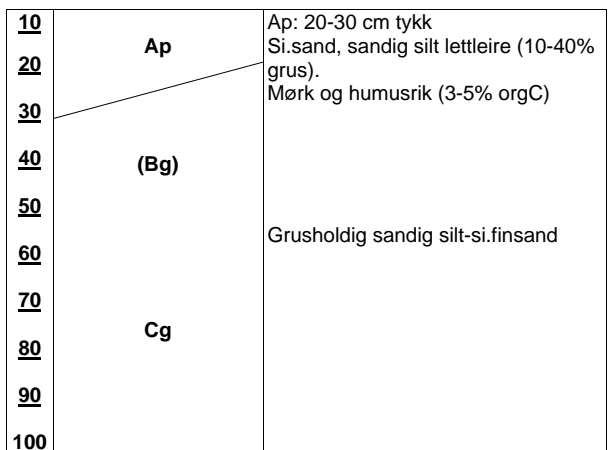 10
Ap
Ap: 20-30 cm tykk
Si.sand, sandig silt lettleire (10-40%
grus).
Mørk og humusrik (3-5% orgC)
20
30
40
(Bg)
50
Grusholdig sandig silt-si.finsand
60
70
Cg
80
90
100